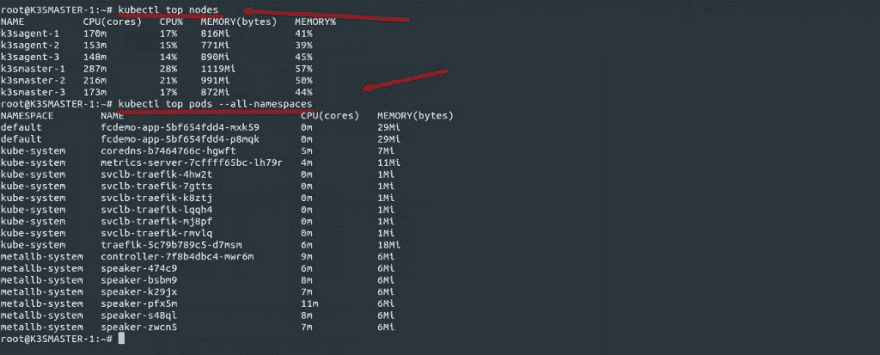 root@K3SMASTER-1:~# kubectl top nodes
NAME CPU(cores) CPU% MEMORY(bytes) MEMORY%
k3sagent-1 170m 17% 816Mi 41%
k3sagent-2 153m 15% 771Mi 39%
k3sagent-3 148m 14% 890Mi 45%
k3smaster-1 287m 28% 1119Mi 57%
k3smaster-2 216m 21% 991Mi 50%
k3smaster-3 173m 17% 872Mi 44%
root@K3SMASTER-1:~# kubectl top pods --all-namespaces
NAMESPACE NAME CPU(cores) MEMORY(bytes)
default fcdemo-app-5bf654fdd4-mxk59 0m 29Mi
default fcdemo-app-5bf654fdd4-p8mqk 0m 29Mi
kube-system coredns-b7464766c-hgwft 5m 7Mi
kube-system metrics-server-7cffff65bc-lh79r 4m 11Mi
kube-system svclb-traefik-4hw2t 0m 1Mi
kube-system svclb-traefik-7gtts 0m 1Mi
kube-system svclb-traefik-k8ztj 0m 1Mi
kube-system svclb-traefik-lqqh4 0m 1Mi
kube-system svclb-traefik-mj8pf 0m 1Mi
kube-system svclb-traefik-rmvlq 0m 1Mi
kube-system traefik-5c79b789c5-d7msm 6m 18Mi
metallb-system controller-7f8b4dbc4-mwr6m 9m 6Mi
metallb-system speaker-474c9 6m 6Mi
metallb-system speaker-bsbm9 8m 6Mi
metallb-system speaker-k29jx 7m 6Mi
metallb-system speaker-pfx5m 11m 6Mi
metallb-system speaker-s48ql 8m 6Mi
metallb-system speaker-zwcn5 7m 6Mi
root@K3SMASTER-1:~#